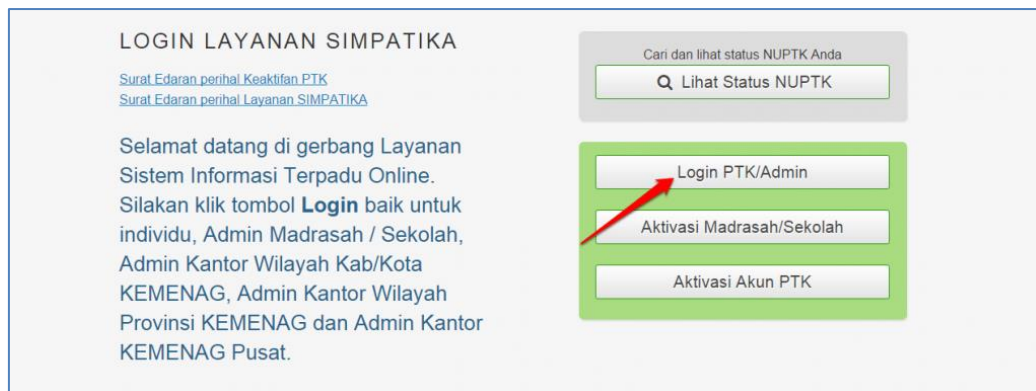 LOGIN LAYANAN SIMPATIKA
Surat Edaran perihal Keaktifan PTK
Surat Edaran perihal Layanan SIMPATIKA
Selamat datang di gerbang Layanan
Sistem Informasi Terpadu Online.
Silakan klik tombol Login baik untuk
individu, Admin Madrasah / Sekolah,
Admin Kantor Wilayah Kab/Kota
KEMENAG, Admin Kantor Wilayah
Provinsi KEMENAG dan Admin Kantor
KEMENAG Pusat.
Cari dan lihat status NUPTK Anda
Lihat Status NUPTK
Login PTK/Admin
Aktivasi Madrasah/Sekolah
Aktivasi Akun PTK